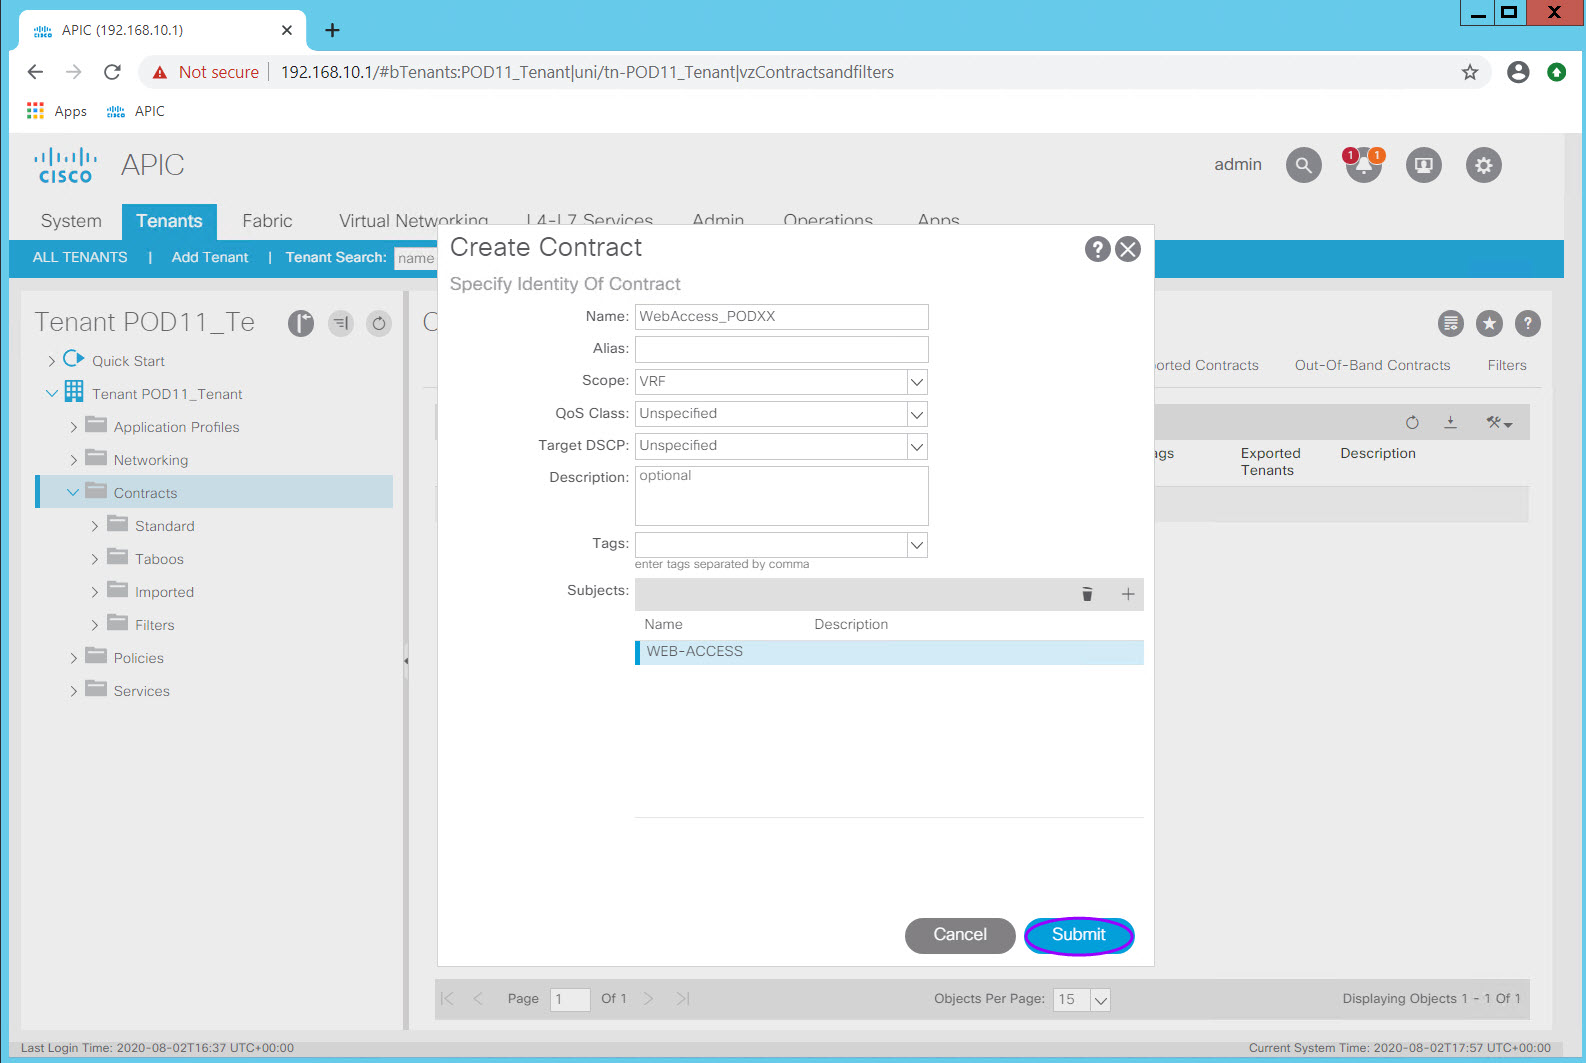 APIC (192.168.10.1)
Not secure 192.168.10.1/#bTenants:POD11_Tenant|uni/tn-POD11_Tenant|vzContractsandfilters
Apps APIC
CISCO APIC admin 1 1
System Tenants Fabric Virtual Networking L4-L7 Services Admin Operations Apps
ALL TENANTS | Add Tenant | Tenant Search: name
Create Contract
Specify Identity Of Contract
Name: WebAccess_PODXX
Alias:
Scope: VRF
QoS Class: Unspecified
Target DSCP: Unspecified
Description: optional
Tags:
enter tags separated by comma
Subjects:
Name Description
WEB-ACCESS
Cancel Submit
Tenant POD11_Te
Quick Start
Tenant POD11_Tenant
Application Profiles
Networking
Contracts
Standard
Taboos
Imported
Filters
Policies
Services
orted Contracts Out-Of-Band Contracts Filters
ags Exported Description
Tenants
Page 1 Of 1 Objects Per Page: 15 Displaying Objects 1 - 1 Of 1
Last Login Time: 2020-08-02T16:37 UTC+00:00 Current System Time: 2020-08-02T17:57 UTC+00:00